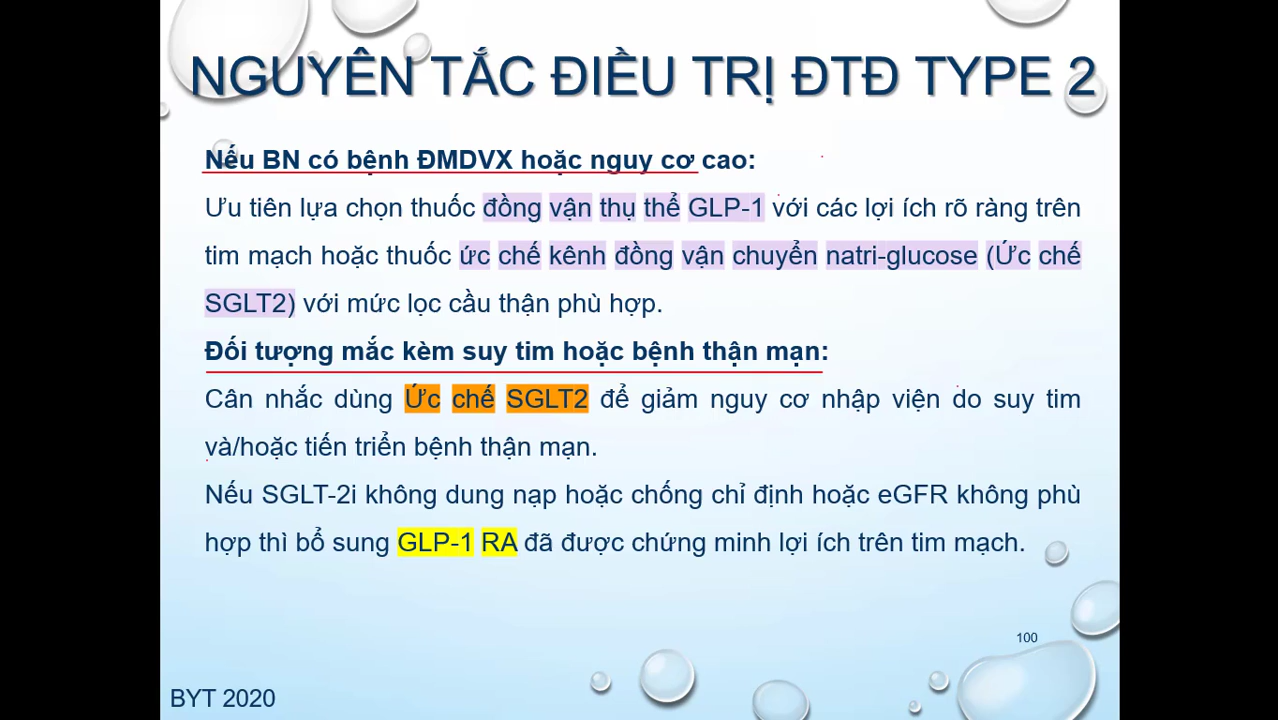 NGUYÊN TẮC ĐIỀU TRỊ ĐTĐ TYPE 2
Nếu BN có bệnh ĐMDVX hoặc nguy cơ cao:
Ưu tiên lựa chọn thuốc đồng vận thụ thể GLP-1 với các lợi ích rõ ràng trên
tim mạch hoặc thuốc ức chế kênh đồng vận chuyển natri-glucose (Ức chế
SGLT2) với mức lọc cầu thận phù hợp.
Đối tượng mắc kèm suy tim hoặc bệnh thận mạn:
Cân nhắc dùng Ức chế SGLT2 để giảm nguy cơ nhập viện do suy tim
và/hoặc tiến triển bệnh thận mạn.
Nếu SGLT-2i không dung nạp hoặc chống chỉ định hoặc eGFR không phù
hợp thì bổ sung GLP-1 RA đã được chứng minh lợi ích trên tim mạch.
100
BYT 2020